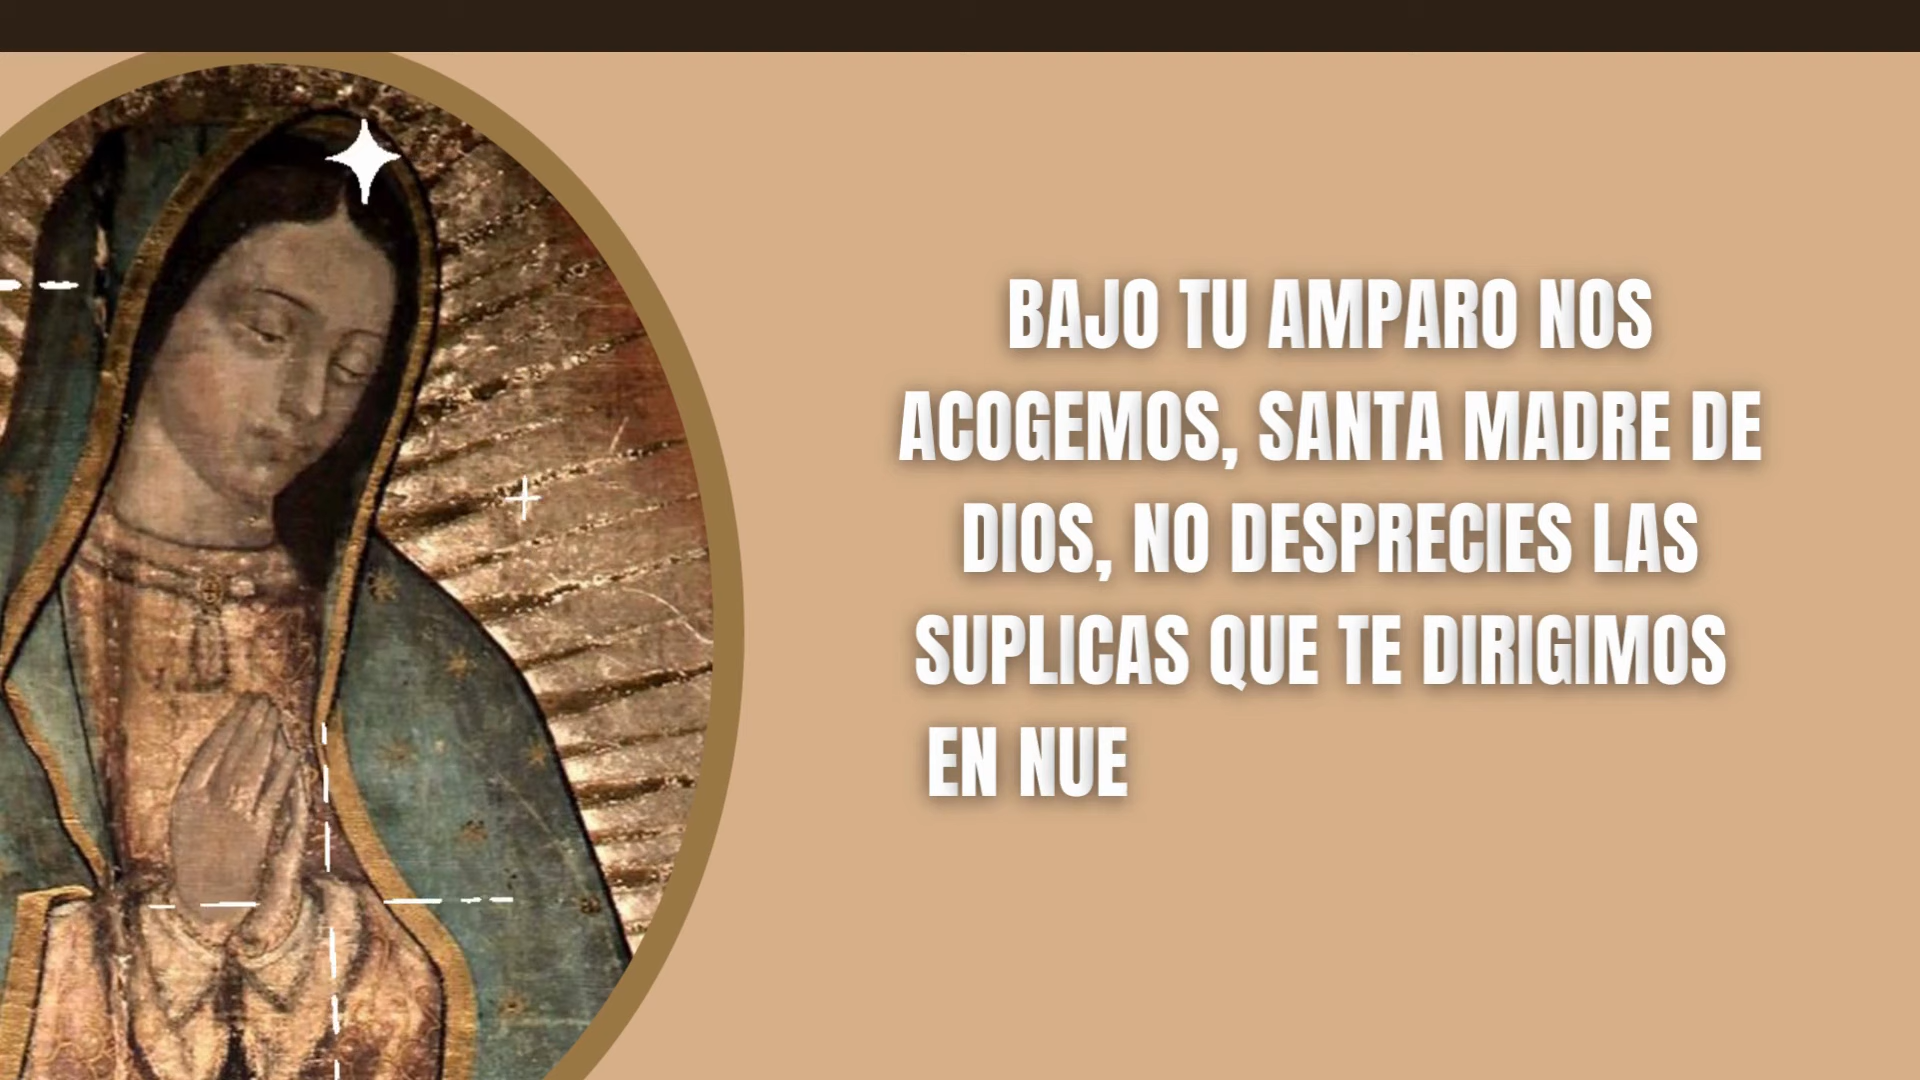 BAJO TU AMPARO NOS
ACOGEMOS, SANTA MADRE DE
DIOS, NO DESPRECIES LAS
SUPLICAS QUE TE DIRIGIMOS
EN NUE